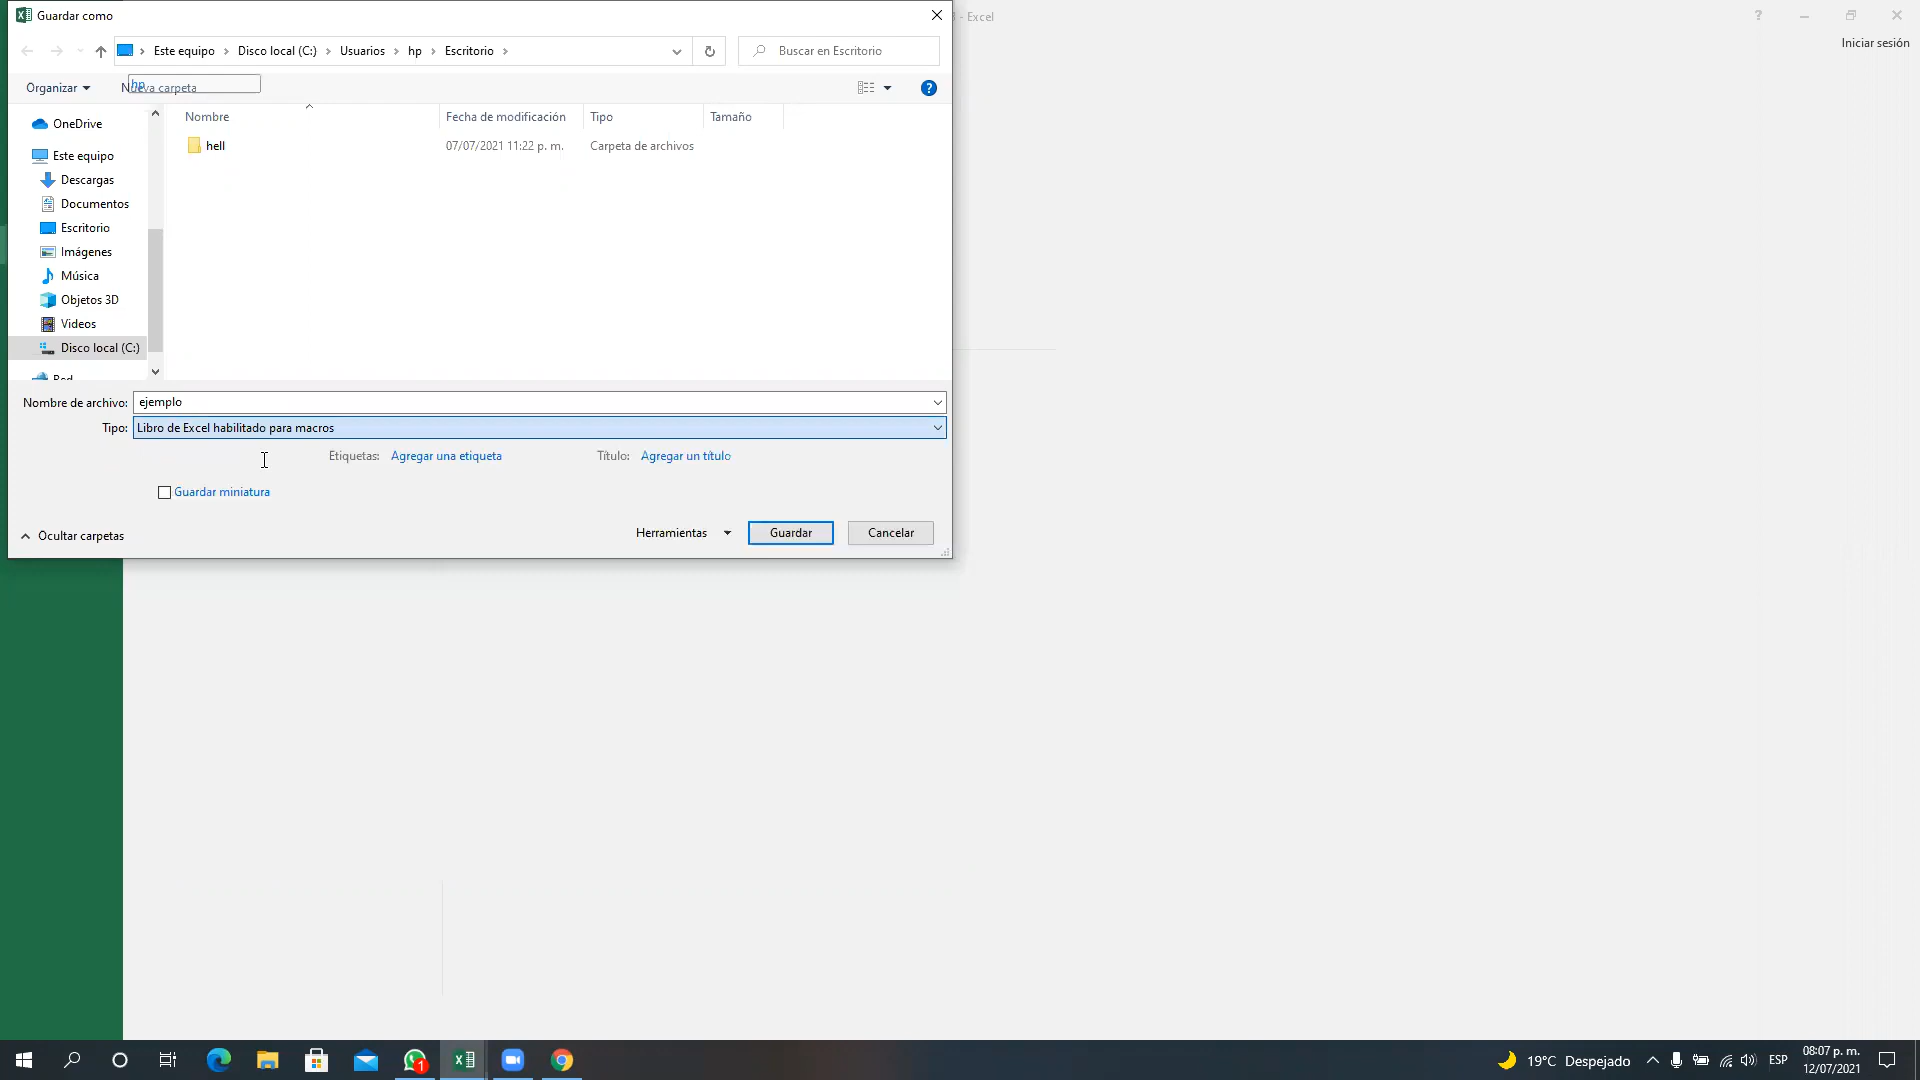 Guardar como
- Excel
Iniciar sesión
Este equipo > Disco local (C:) > Usuarios > hp > Escritorio >
Buscar en Escritorio
Organizar
Nueva carpeta
hp
Nombre
Fecha de modificación
Tipo
Tamaño
hell
07/07/2021 11:22 p. m.
Carpeta de archivos
OneDrive
Este equipo
Descargas
Documentos
Escritorio
Imágenes
Música
Objetos 3D
Videos
Disco local (C:)
Red
Nombre de archivo: ejemplo
Tipo: Libro de Excel habilitado para macros
Etiquetas: Agregar una etiqueta
Título: Agregar un título
Guardar miniatura
Ocultar carpetas
Herramientas
Guardar
Cancelar
1
19°C Despejado
ESP
08:07 p. m.
12/07/2021